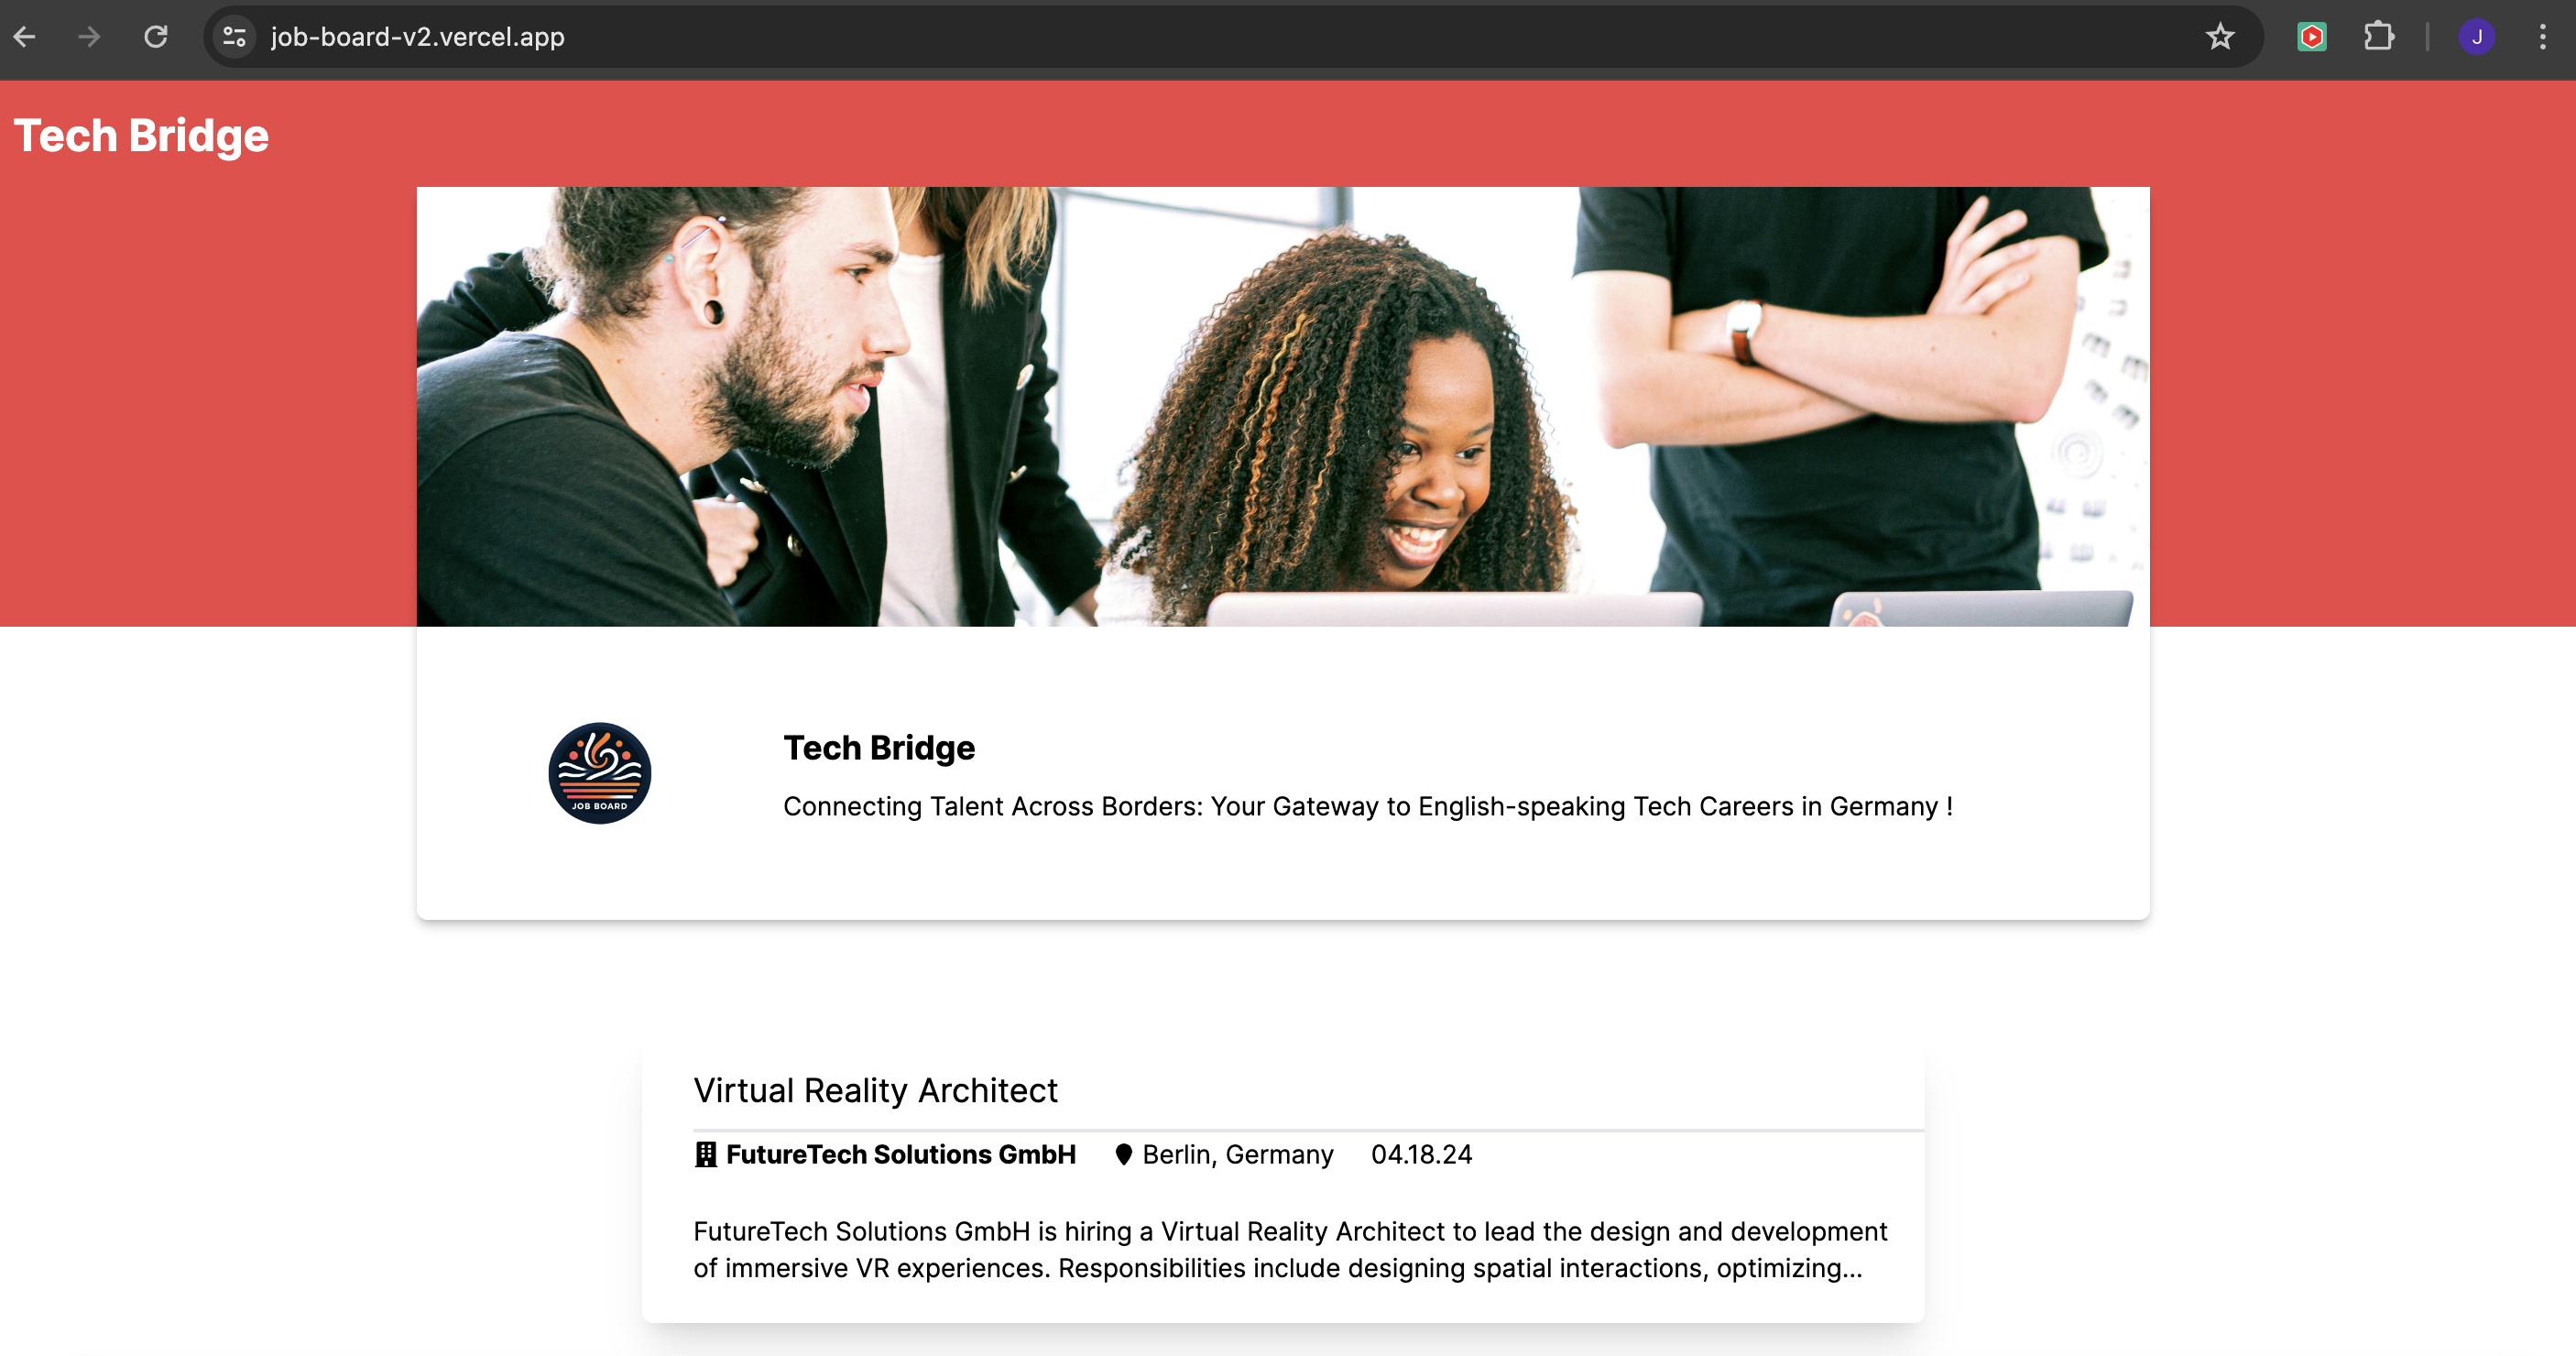 job-board-v2.vercel.app
J
Tech Bridge
JOB BOARD
Tech Bridge
Connecting Talent Across Borders: Your Gateway to English-speaking Tech Careers in Germany !
Virtual Reality Architect
FutureTech Solutions GmbH Berlin, Germany 04.18.24
FutureTech Solutions GmbH is hiring a Virtual Reality Architect to lead the design and development
of immersive VR experiences. Responsibilities include designing spatial interactions, optimizing...